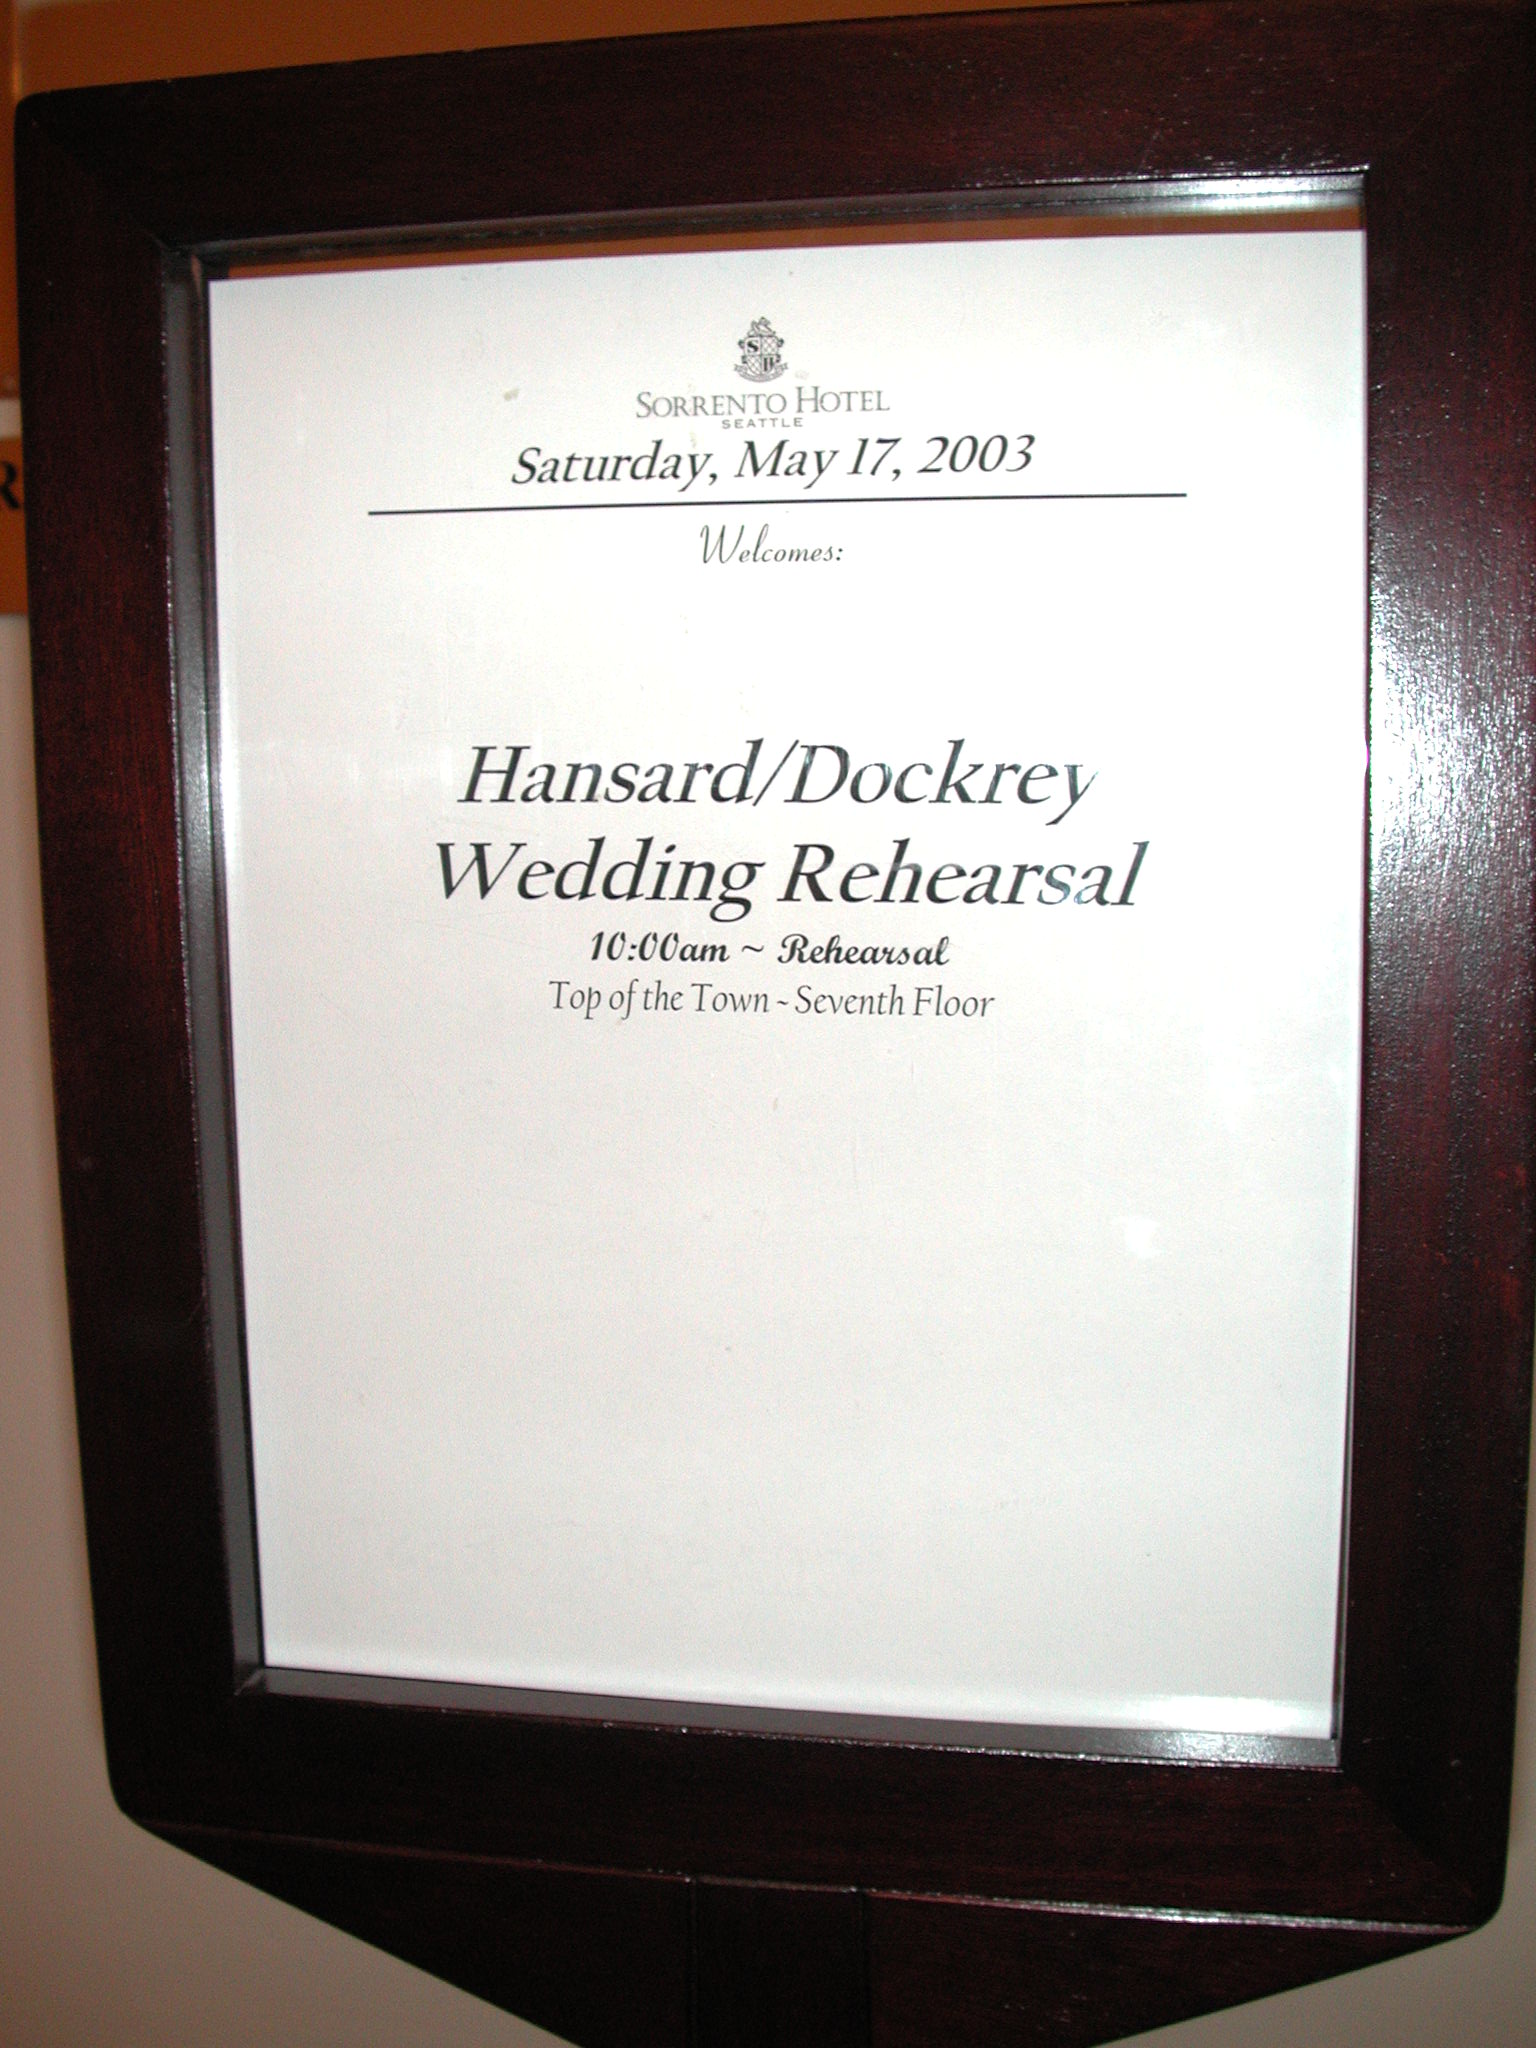 SORRENTO HOTEL
SEATTLE
Saturday, May 17, 2003
Welcomes:
Hansard/Dockrey
Wedding Rehearsal
10:00am ~ Rehearsal
Top of the Town ~ Seventh Floor